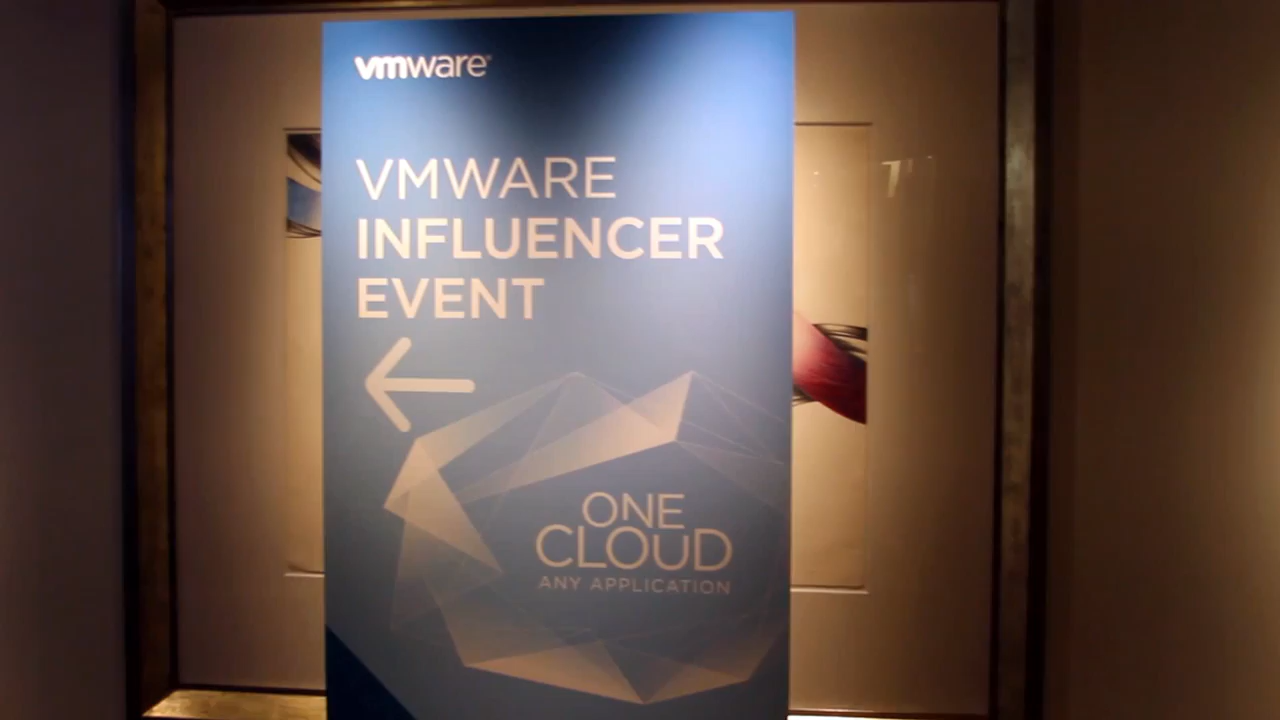 vmware
VMWARE
INFLUENCER
EVENT
ONE
CLOUD
ANY APPLICATION